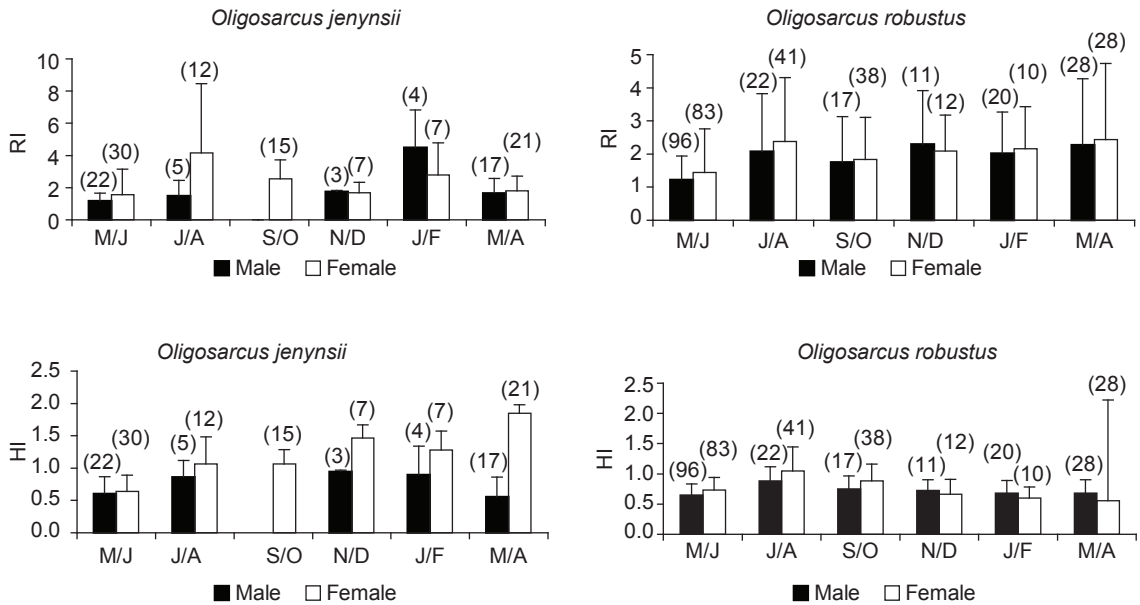 Oligosarcus jenynsii
RI
10
8
6
4
2
0
(22) (30) (5) (12) (15) (3) (7) (4) (7) (17) (21)
M/J J/A S/O N/D J/F M/A
Male Female
Oligosarcus robustus
RI
5
4
3
2
1
0
(96) (83) (22) (41) (17) (38) (11) (12) (20) (10) (28) (28)
M/J J/A S/O N/D J/F M/A
Male Female
Oligosarcus jenynsii
HI
2.5
2.0
1.5
1.0
0.5
0.0
(22) (30) (5) (12) (15) (3) (7) (4) (7) (17) (21)
M/J J/A S/O N/D J/F M/A
Male Female
Oligosarcus robustus
HI
2.5
2.0
1.5
1.0
0.5
0.0
(96) (83) (22) (41) (17) (38) (11) (12) (20) (10) (28) (28)
M/J J/A S/O N/D J/F M/A
Male Female